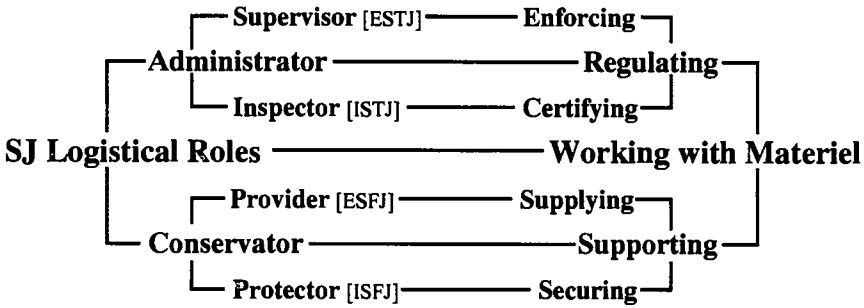 Supervisor [ESTJ] Enforcing
Administrator Regulating
Inspector [ISTJ] Certifying
SJ Logistical Roles Working with Materiel
Provider [ESFJ] Supplying
Conservator Supporting
Protector [ISFJ] Securing